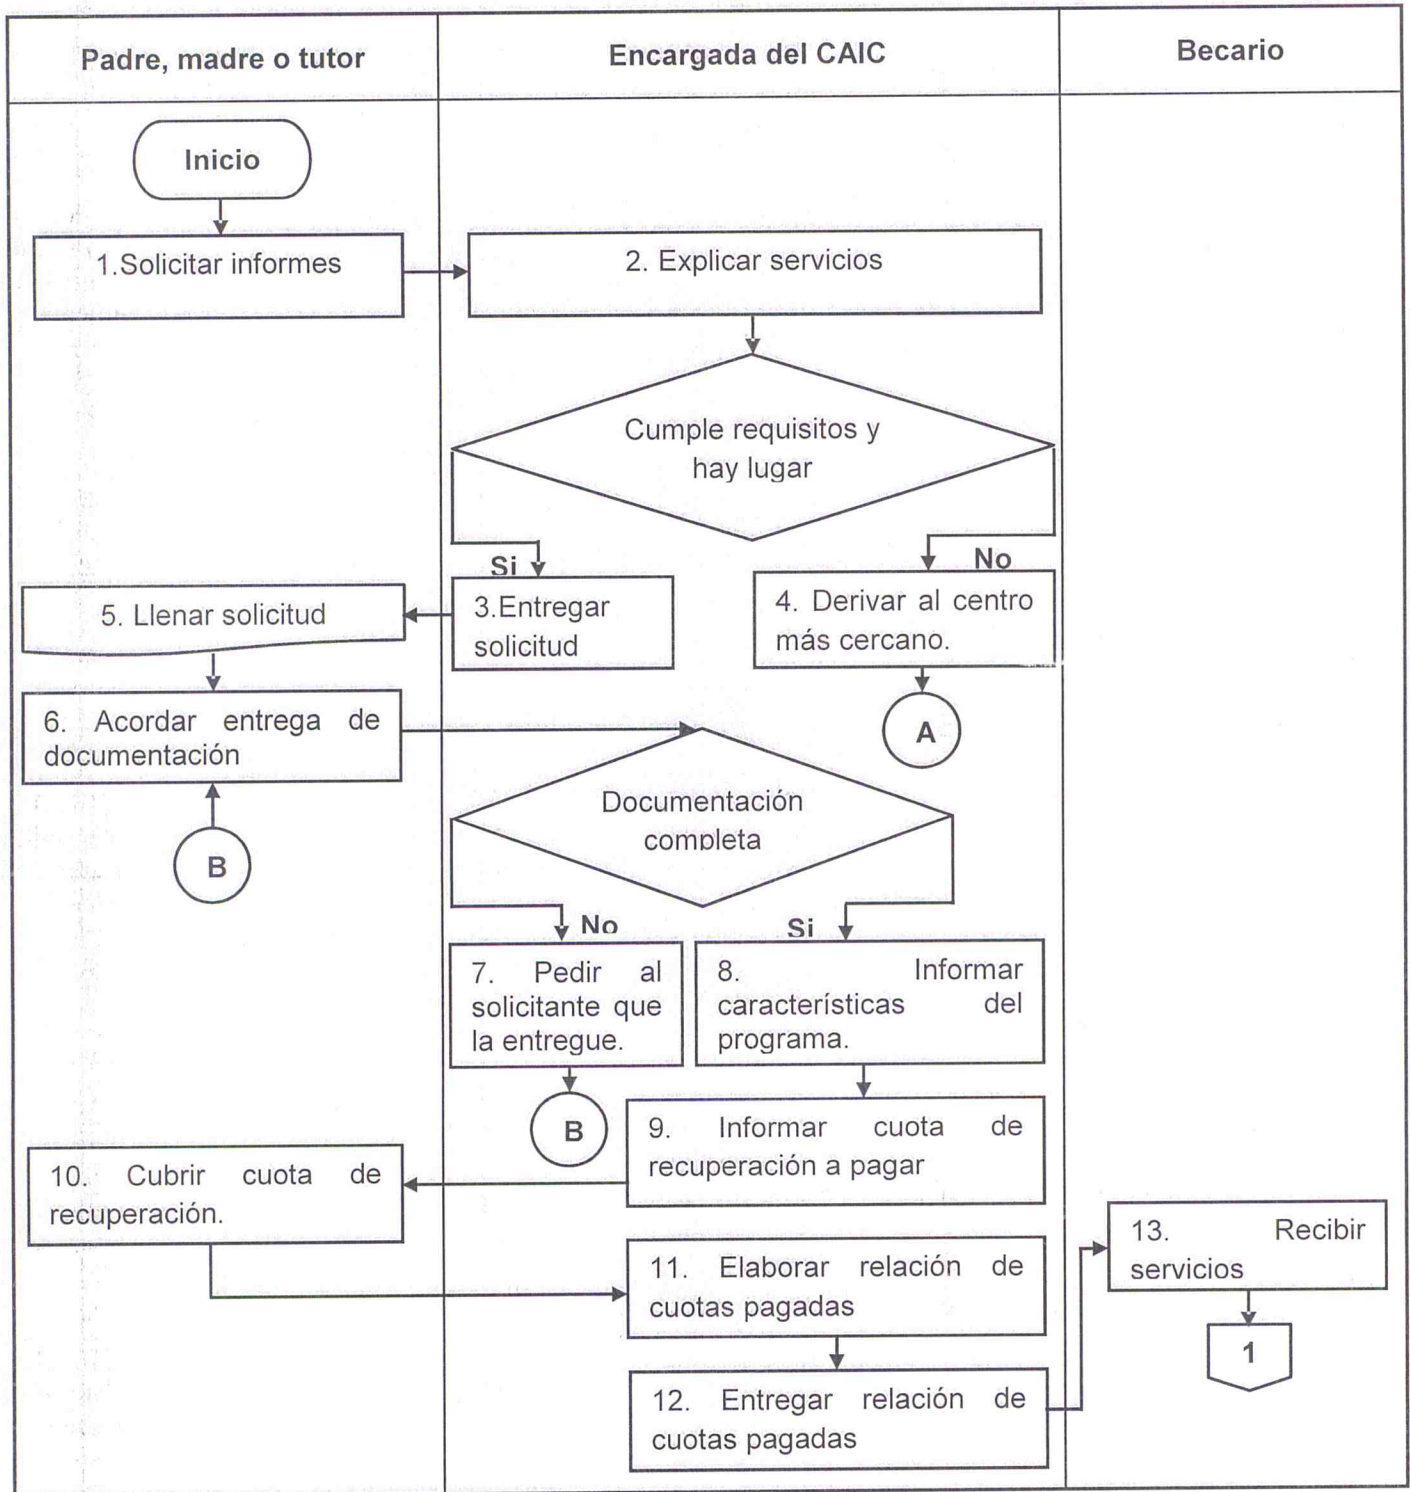 Padre, madre o tutor
Encargada del CAIC
Becario
Inicio
1.Solicitar informes
2. Explicar servicios
Cumple requisitos y
hay lugar
Si
No
3.Entregar
solicitud
4. Derivar al centro
más cercano.
5. Llenar solicitud
6. Acordar entrega de
documentación
A
B
Documentación
completa
No
Si
7. Pedir al
solicitante que
la entregue.
8. Informar
características del
programa.
B
9. Informar cuota de
recuperación a pagar
10. Cubrir cuota de
recuperación.
11. Elaborar relación de
cuotas pagadas
12. Entregar relación de
cuotas pagadas
13. Recibir
servicios
1